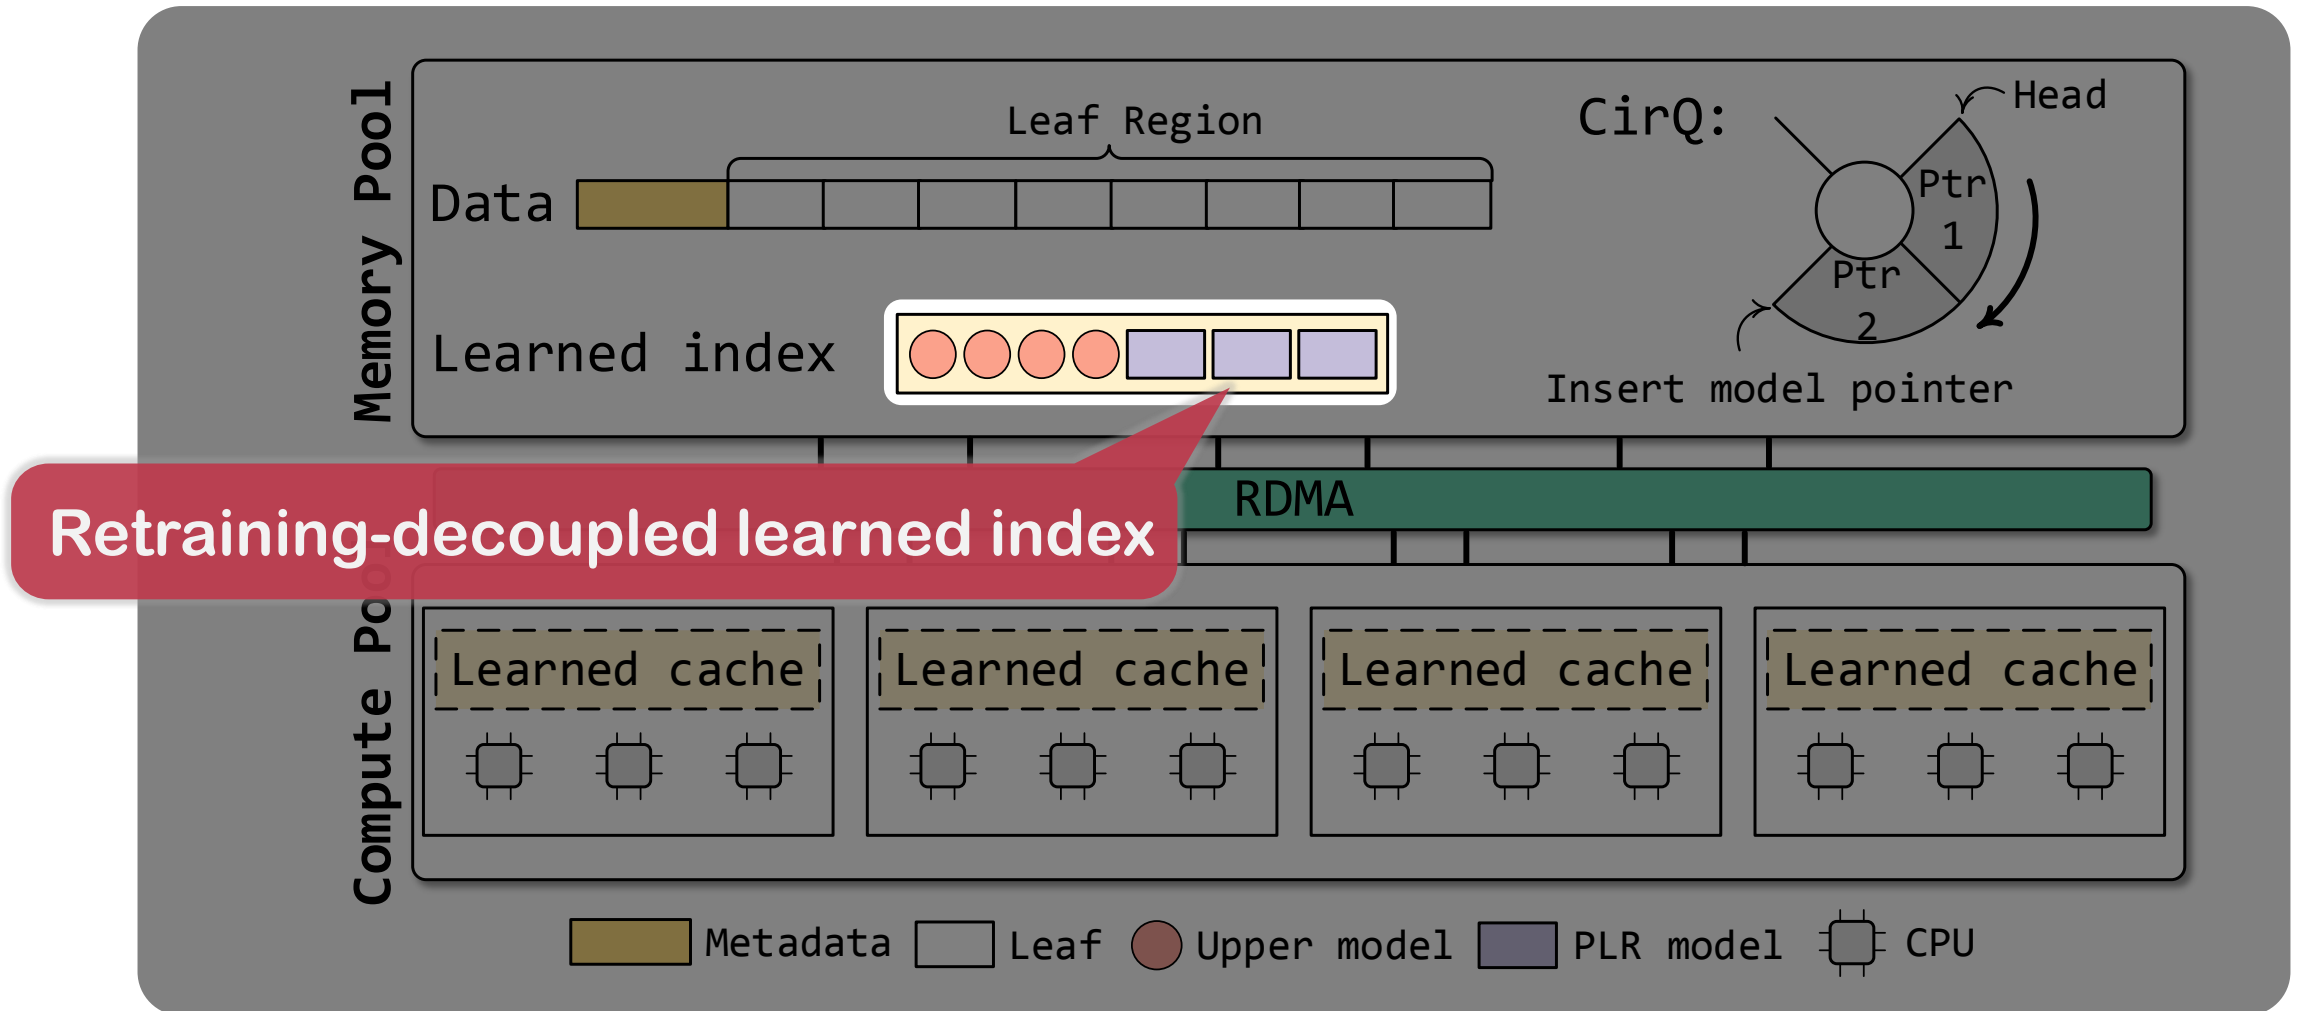 Memory Pool
Leaf Region
Data
CirQ:
Head
Ptr
1
Ptr
2
Learned index
Insert model pointer
RDMA
Retraining-decoupled learned index
Compute Pool
Learned cache
Learned cache
Learned cache
Learned cache
Metadata
Leaf
Upper model
PLR model
CPU